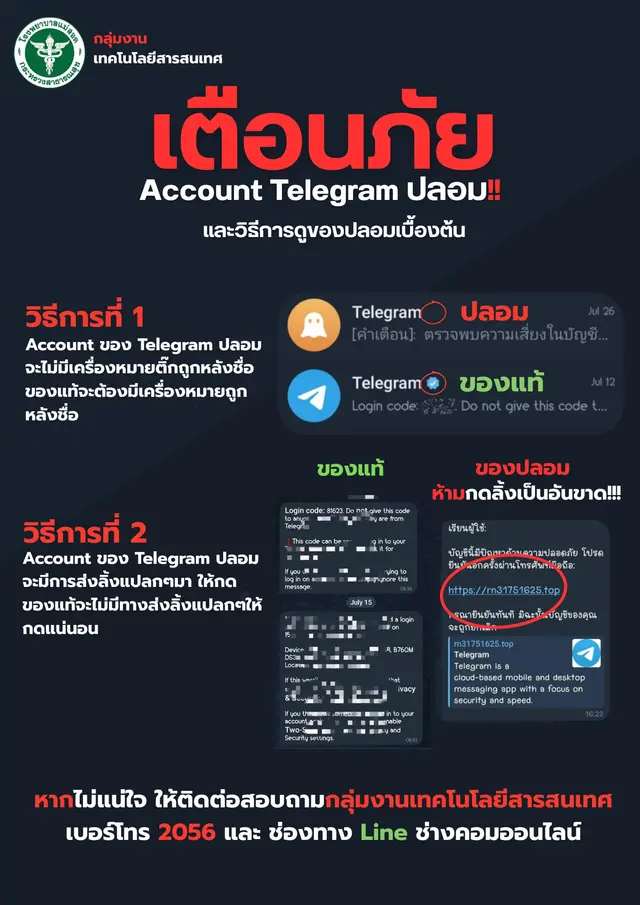 โรงพยาบาลแม่สอด
กระทรวงสาธารณสุข
กลุ่มงาน
เทคโนโลยีสารสนเทศ
เตือนภัย
Account Telegram ปลอม!!
และวิธีการดูของปลอมเบื้องต้น
วิธีการที่ 1
Account ของ Telegram ปลอม
จะไม่มีเครื่องหมายติ๊กถูกหลังชื่อ
ของแท้จะต้องมีเครื่องหมายถูก
หลังชื่อ
Telegram ปลอม Jul 26
[คำเตือน]: ตรวจพบความเสี่ยงในบัญชี...
Telegram ของแท้ Jul 12
Login code: . Do not give this code t...
วิธีการที่ 2
Account ของ Telegram ปลอม
จะมีการส่งลิ้งแปลกๆมา ให้กด
ของแท้จะไม่มีทางส่งลิ้งแปลกๆให้
กดแน่นอน
ของแท้
Login code: 81623. Do not give this code
to any are from
Telegram
This code can be in to your
it for
If you ying to
log in on nore this
message.
July 15
a login
on
15
Device , B760M
DS3
Locat
If this that
ivacy
&
If you th in to your
account enable
Two-S and
Security settings.
ของปลอม
ห้ามกดลิ้งเป็นอันขาด!!!
เรียนผู้ใช้:
บัญชีนี้มีปัญหาด้านความปลอดภัย โปรด
ยืนยันอีกครั้งผ่านโทรศัพท์มือถือ:
https://rn31751625.top
กรุณายืนยันทันที มิฉะนั้นบัญชีของคุณ
จะถูกยกเลิก
rn31751625.top
Telegram
Telegram is a
cloud-based mobile and desktop
messaging app with a focus on
security and speed.
16:22
หากไม่แน่ใจ ให้ติดต่อสอบถามกลุ่มงานเทคโนโลยีสารสนเทศ
เบอร์โทร 2056 และ ช่องทาง Line ช่างคอมออนไลน์